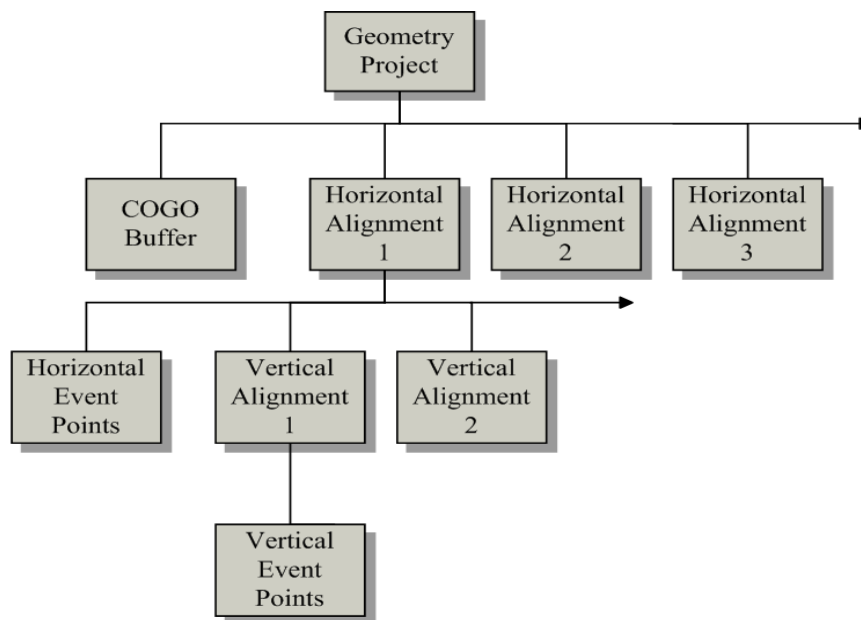 Geometry
Project
COGO
Buffer
Horizontal
Alignment
1
Horizontal
Alignment
2
Horizontal
Alignment
3
Horizontal
Event
Points
Vertical
Alignment
1
Vertical
Alignment
2
Vertical
Event
Points